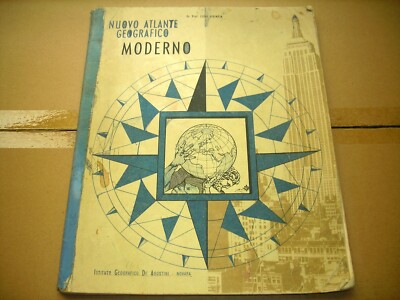 NUOVO ATLANTE
GEOGRAFICO
MODERNO
ISTITUTO GEOGRAFICO DE AGOSTINI - NOVARA